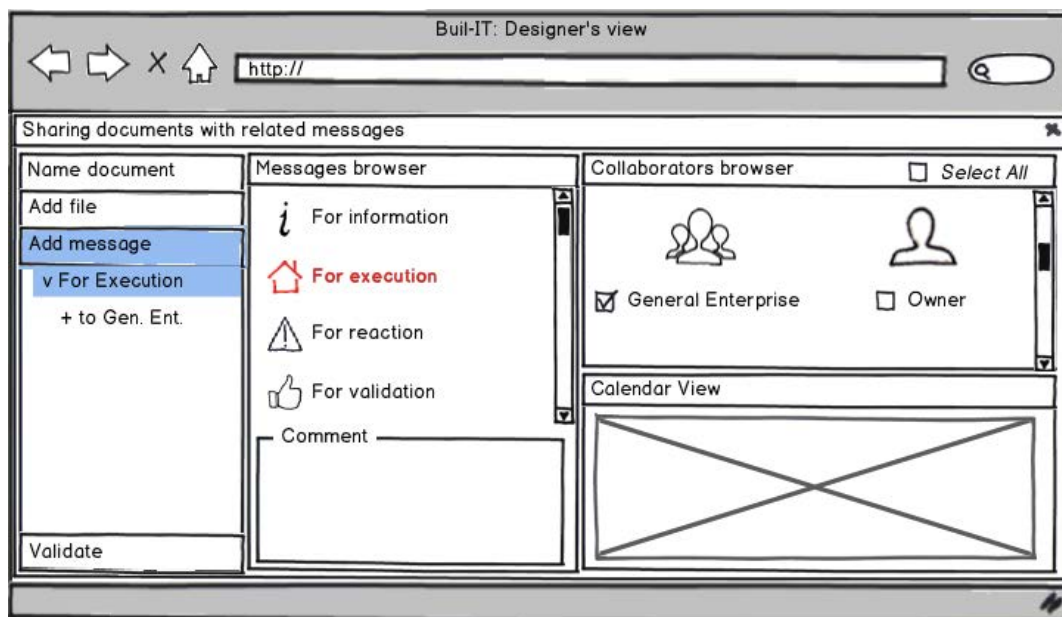 Buil-IT: Designer's view
http://
Sharing documents with related messages
Name document
Add file
Add message
v For Execution
+ to Gen. Ent.
Validate
Messages browser
For information
For execution
For reaction
For validation
Comment
Collaborators browser
Select All
General Enterprise
Owner
Calendar View